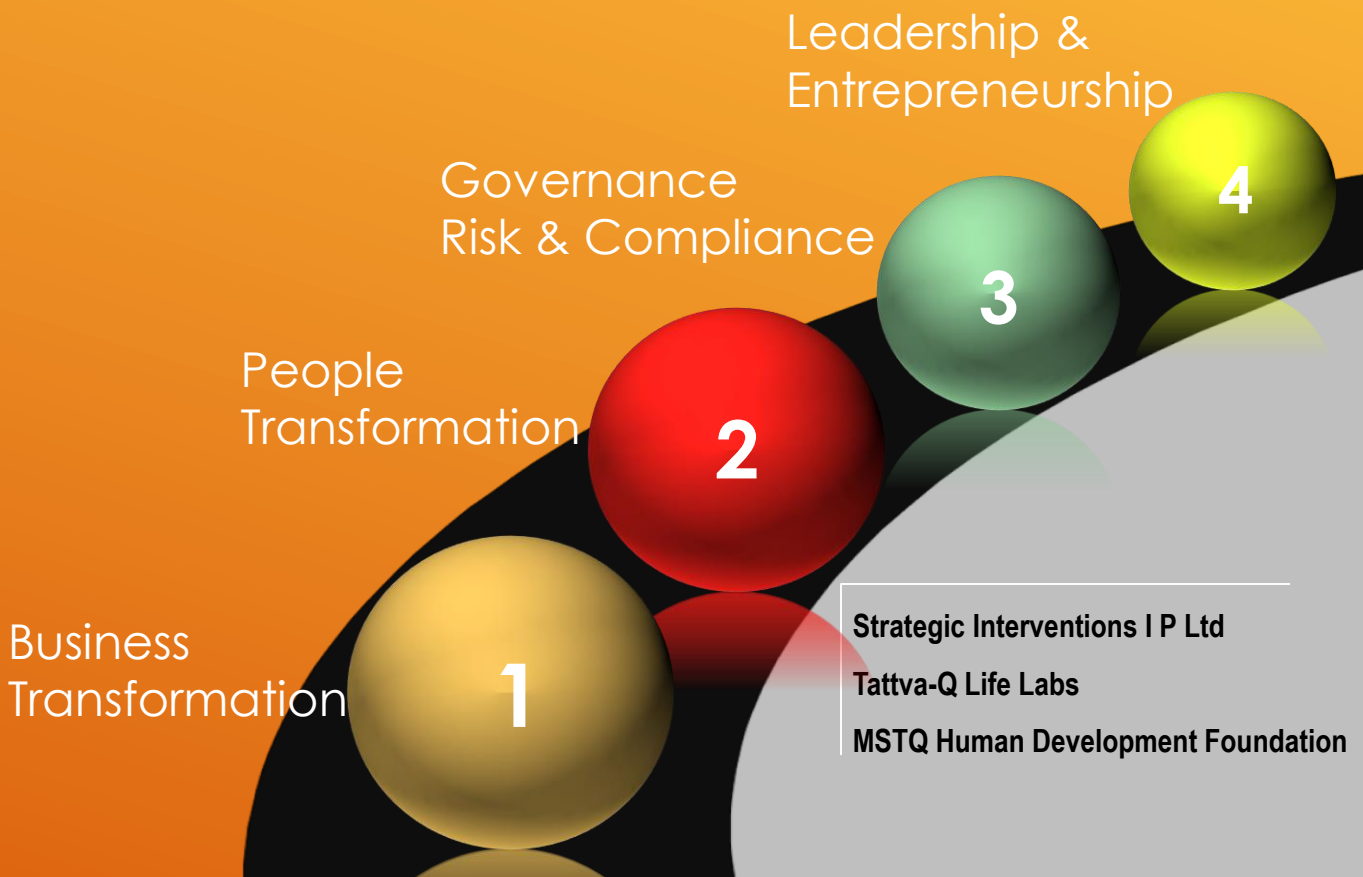 Leadership &
Entrepreneurship
4
Governance
Risk & Compliance
3
People
Transformation
2
Business
Transformation
1
Strategic Interventions I P Ltd
Tattva-Q Life Labs
MSTQ Human Development Foundation